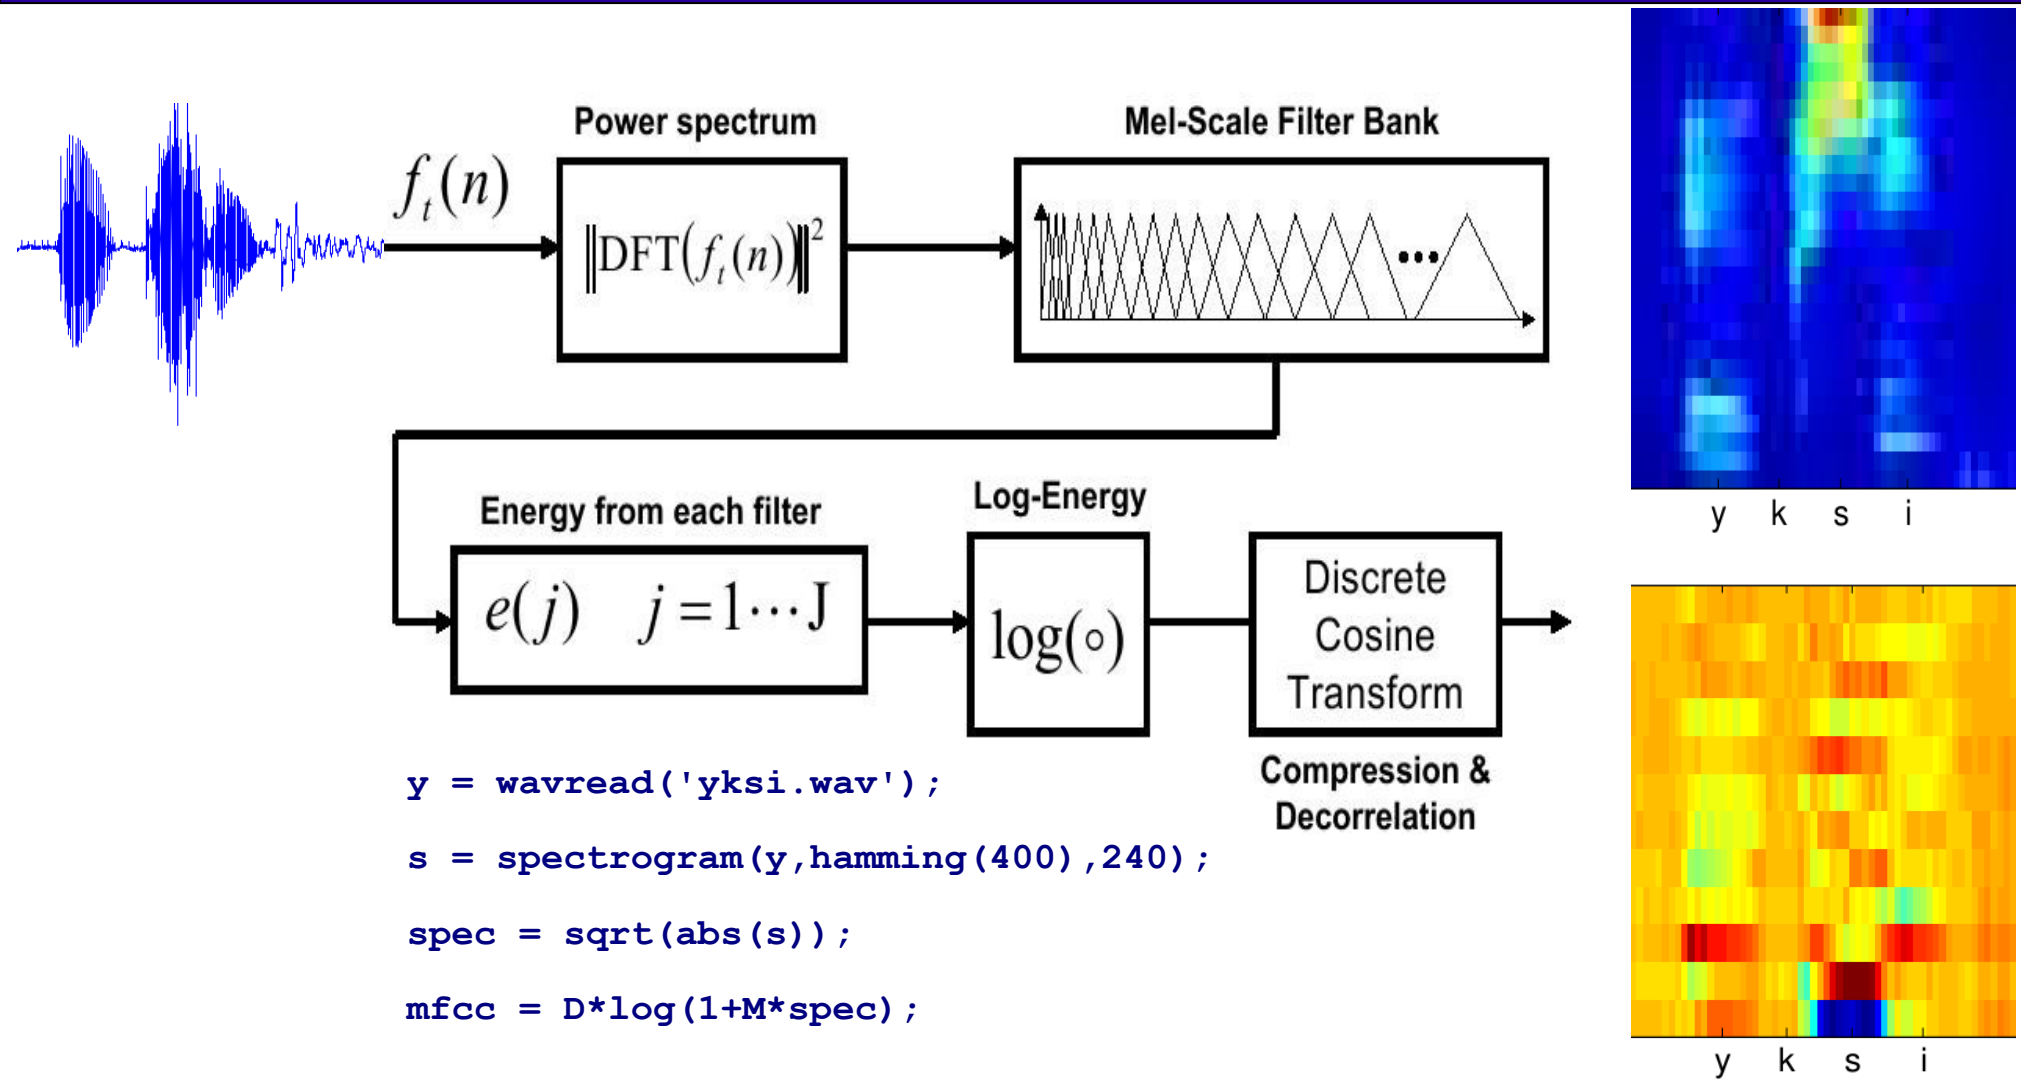 Power spectrum
Mel-Scale Filter Bank
f_t(n)
‖DFT(f_t(n))‖²
•••
y k s i
Energy from each filter
Log-Energy
e(j) j = 1⋯J
log(∘)
Discrete
Cosine
Transform
Compression &
Decorrelation
y = wavread('yksi.wav');
s = spectrogram(y,hamming(400),240);
spec = sqrt(abs(s));
mfcc = D*log(1+M*spec);
y k s i